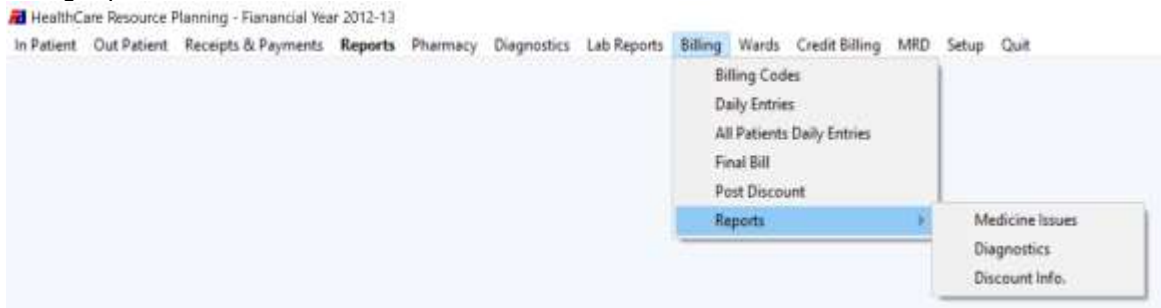 HealthCare Resource Planning - Fianancial Year 2012-13
In Patient Out Patient Receipts & Payments Reports Pharmacy Diagnostics Lab Reports Billing Wards Credit Billing MRD Setup Quit
Billing Codes
Daily Entries
All Patients Daily Entries
Final Bill
Post Discount
Reports
Medicine Issues
Diagnostics
Discount Info.